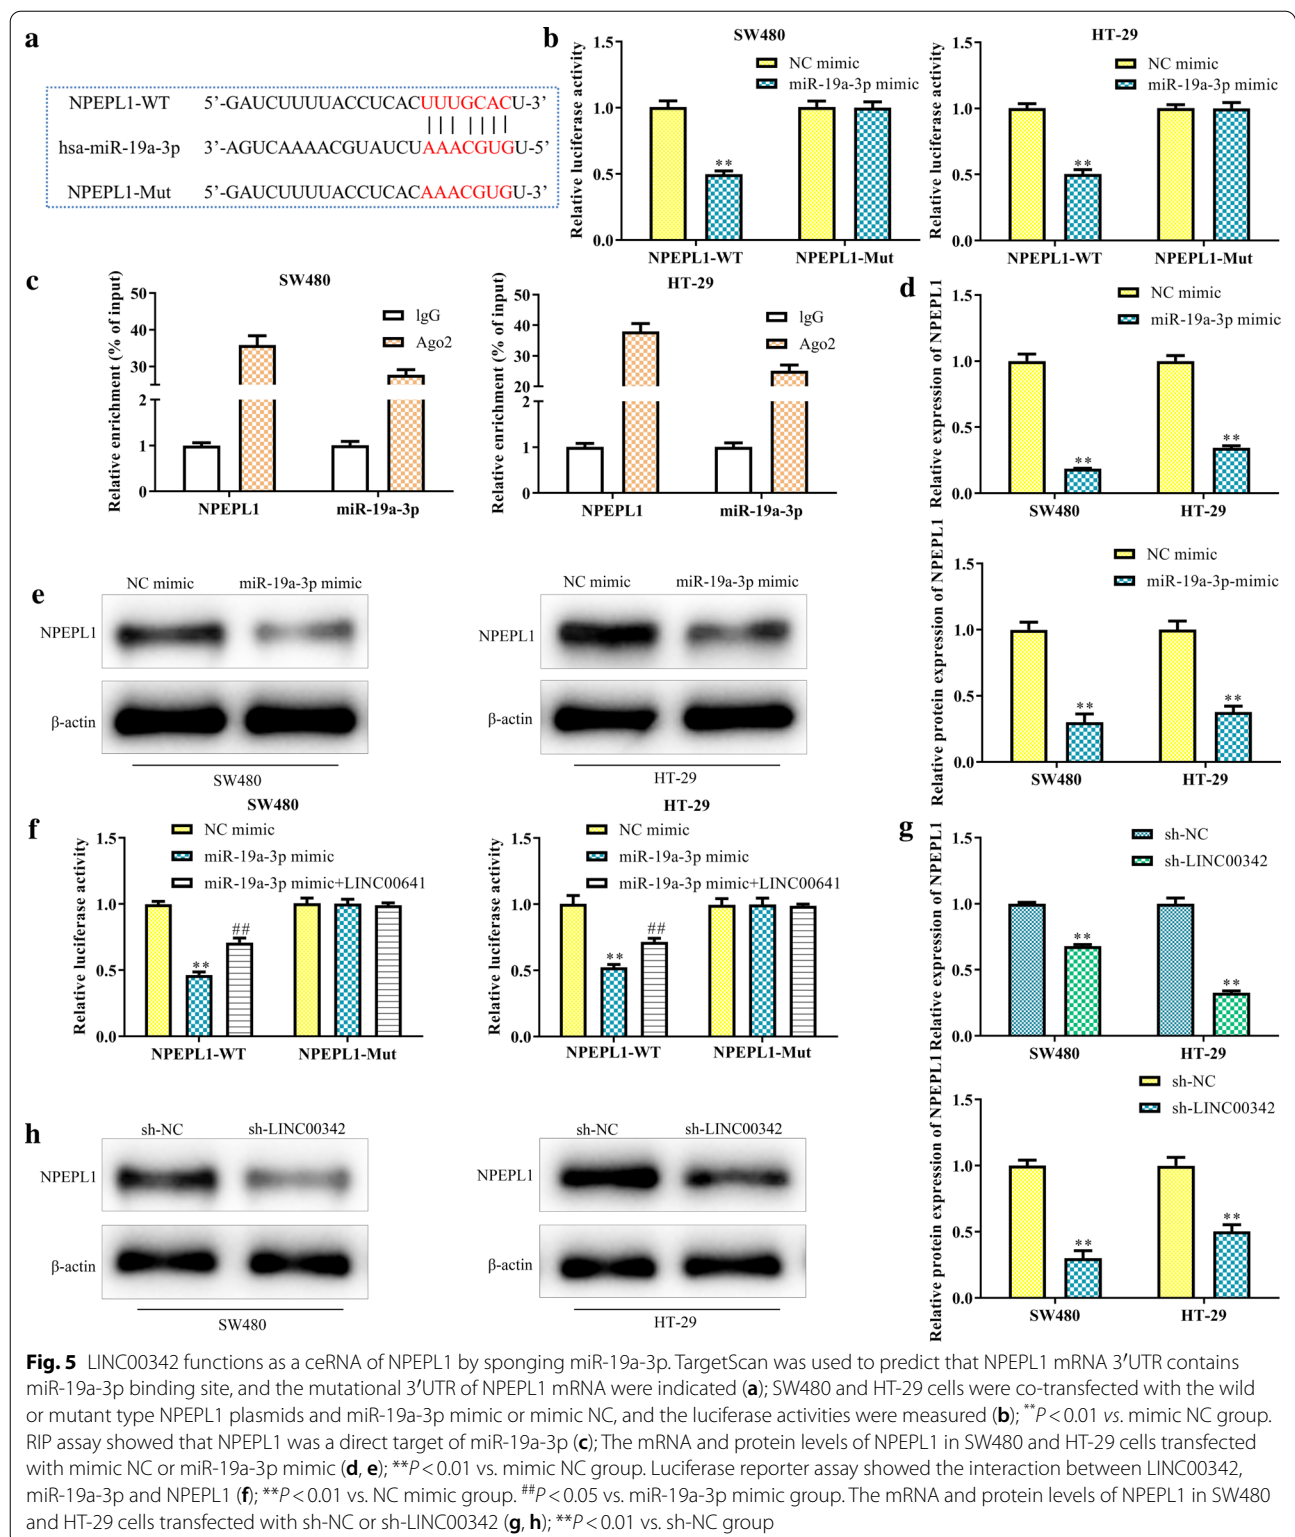 a
NPEPL1-WT 5’-GAUCUUUUACCUCACUUUGCACU-3’
hsa-miR-19a-3p 3’-AGUCAAAACGUAUCUAAACGUGU-5’
NPEPL1-Mut 5’-GAUCUUUUACCUCACAAACGUGU-3’
b
SW480
NC mimic
miR-19a-3p mimic
Relative luciferase activity
1.5
1.0
0.5
0.0
**
NPEPL1-WT NPEPL1-Mut
HT-29
NC mimic
miR-19a-3p mimic
Relative luciferase activity
1.5
1.0
0.5
0.0
**
NPEPL1-WT NPEPL1-Mut
c
SW480
IgG
Ago2
Relative enrichment (% of input)
50
40
30
2
1
0
NPEPL1 miR-19a-3p
HT-29
IgG
Ago2
Relative enrichment (% of input)
50
40
30
20
2
1
0
NPEPL1 miR-19a-3p
d
NC mimic
miR-19a-3p mimic
Relative expression of NPEPL1
1.5
1.0
0.5
0.0
**
**
SW480 HT-29
e
NC mimic miR-19a-3p mimic
NPEPL1
β-actin
SW480
NC mimic miR-19a-3p mimic
NPEPL1
β-actin
HT-29
NC mimic
miR-19a-3p-mimic
Relative protein expression of NPEPL1
1.5
1.0
0.5
0.0
**
**
SW480 HT-29
f
SW480
NC mimic
miR-19a-3p mimic
miR-19a-3p mimic+LINC00641
Relative luciferase activity
1.5
1.0
0.5
0.0
**
##
NPEPL1-WT NPEPL1-Mut
HT-29
NC mimic
miR-19a-3p mimic
miR-19a-3p mimic+LINC00641
Relative luciferase activity
1.5
1.0
0.5
0.0
**
##
NPEPL1-WT NPEPL1-Mut
g
sh-NC
sh-LINC00342
Relative expression of NPEPL1
1.5
1.0
0.5
0.0
**
**
SW480 HT-29
h
sh-NC sh-LINC00342
NPEPL1
β-actin
SW480
sh-NC sh-LINC00342
NPEPL1
β-actin
HT-29
sh-NC
sh-LINC00342
Relative protein expression of NPEPL1
1.5
1.0
0.5
0.0
**
**
SW480 HT-29
Fig. 5 LINC00342 functions as a ceRNA of NPEPL1 by sponging miR-19a-3p. TargetScan was used to predict that NPEPL1 mRNA 3′UTR contains
miR-19a-3p binding site, and the mutational 3′UTR of NPEPL1 mRNA were indicated (a); SW480 and HT-29 cells were co-transfected with the wild
or mutant type NPEPL1 plasmids and miR-19a-3p mimic or mimic NC, and the luciferase activities were measured (b); **P < 0.01 vs. mimic NC group.
RIP assay showed that NPEPL1 was a direct target of miR-19a-3p (c); The mRNA and protein levels of NPEPL1 in SW480 and HT-29 cells transfected
with mimic NC or miR-19a-3p mimic (d, e); **P < 0.01 vs. mimic NC group. Luciferase reporter assay showed the interaction between LINC00342,
miR-19a-3p and NPEPL1 (f); **P < 0.01 vs. NC mimic group. ##P < 0.05 vs. miR-19a-3p mimic group. The mRNA and protein levels of NPEPL1 in SW480
and HT-29 cells transfected with sh-NC or sh-LINC00342 (g, h); **P < 0.01 vs. sh-NC group